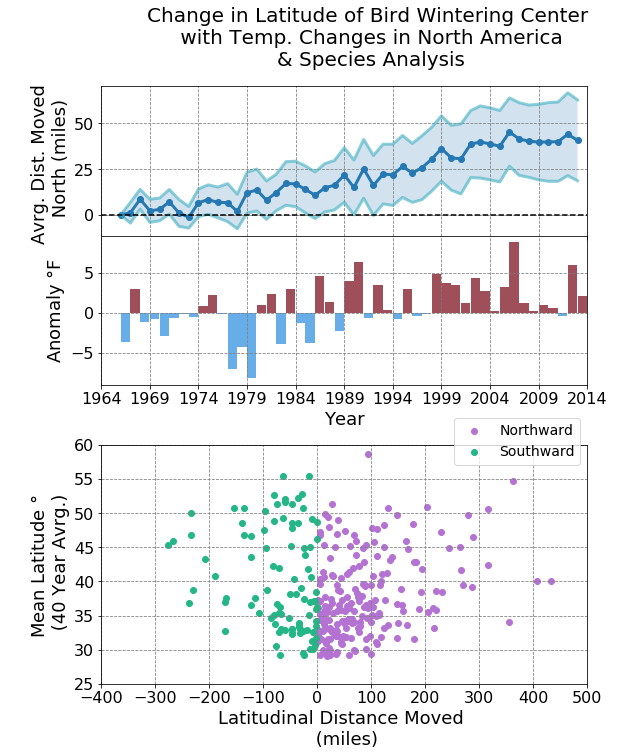 Change in Latitude of Bird Wintering Center
with Temp. Changes in North America
& Species Analysis
Avrg. Dist. Moved
North (miles)
50
25
0
Anomaly °F
5
0
−5
1964 1969 1974 1979 1984 1989 1994 1999 2004 2009 2014
Year
Northward
Southward
Mean Latitude °
(40 Year Avrg.)
60
55
50
45
40
35
30
25
−400 −300 −200 −100 0 100 200 300 400 500
Latitudinal Distance Moved
(miles)